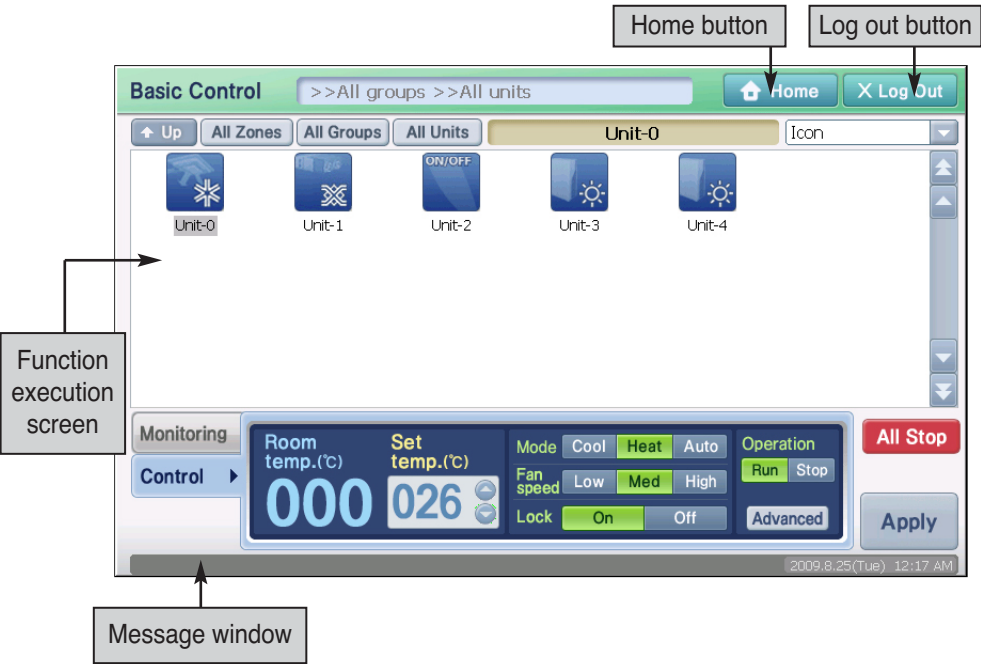 Home button
Log out button
Basic Control
>>All groups >>All units
Home
X Log Out
Up
All Zones
All Groups
All Units
Unit-0
Icon
ON/OFF
Unit-0
Unit-1
Unit-2
Unit-3
Unit-4
Function
execution
screen
Monitoring
Control
Room
temp.(℃)
000
Set
temp.(℃)
026
Mode
Cool
Heat
Auto
Fan
speed
Low
Med
High
Lock
On
Off
Operation
Run
Stop
Advanced
All Stop
Apply
2009.8.25(Tue) 12:17 AM
Message window